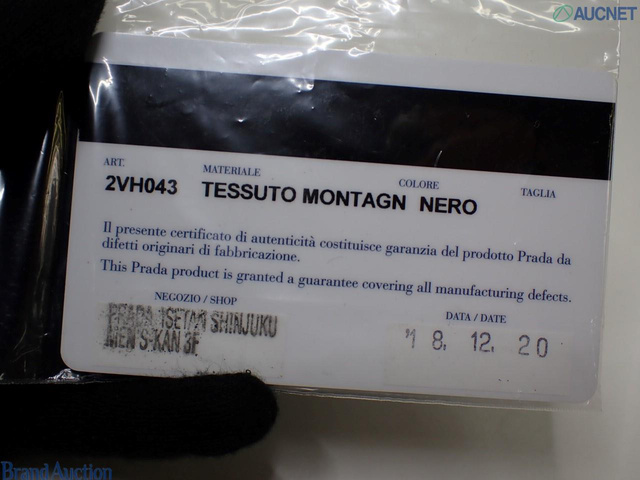 AUCNET
ART. MATERIALE COLORE TAGLIA
2VH043 TESSUTO MONTAGN NERO
Il presente certificato di autenticità costituisce garanzia del prodotto Prada da
difetti originari di fabbricazione.
This Prada product is granted a guarantee covering all manufacturing defects.
NEGOZIO / SHOP DATA / DATE
PRADA ISETAN SHINJUKU
MEN'S-KAN 3F
'18. 12. 20
Brand Auction